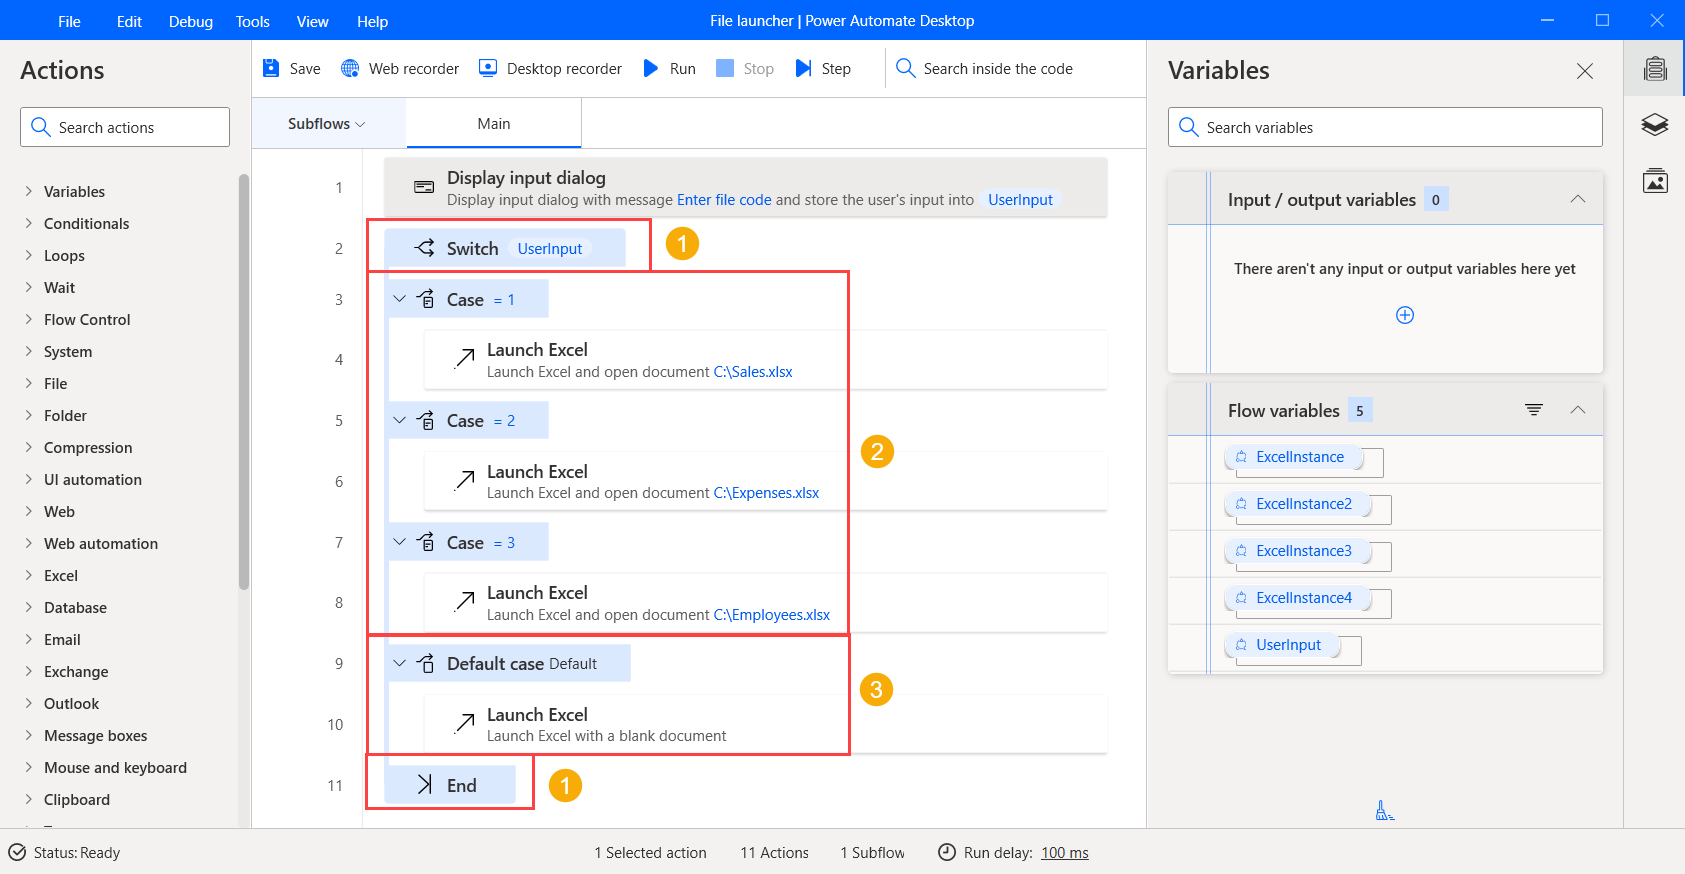 File Edit Debug Tools View Help
File launcher | Power Automate Desktop
Actions
Search actions
Variables
Conditionals
Loops
Wait
Flow Control
System
File
Folder
Compression
UI automation
Web
Web automation
Excel
Database
Email
Exchange
Outlook
Message boxes
Mouse and keyboard
Clipboard
Save Web recorder Desktop recorder Run Stop Step Search inside the code
Subflows Main
1 Display input dialog
Display input dialog with message Enter file code and store the user's input into UserInput
2 Switch UserInput 1
3 Case = 1
4 Launch Excel
Launch Excel and open document C:\Sales.xlsx
5 Case = 2
2
6 Launch Excel
Launch Excel and open document C:\Expenses.xlsx
7 Case = 3
8 Launch Excel
Launch Excel and open document C:\Employees.xlsx
9 Default case Default
3
10 Launch Excel
Launch Excel with a blank document
11 End 1
Variables
Search variables
Input / output variables 0
There aren't any input or output variables here yet
Flow variables 5
ExcelInstance
ExcelInstance2
ExcelInstance3
ExcelInstance4
UserInput
Status: Ready 1 Selected action 11 Actions 1 Subflow Run delay: 100 ms